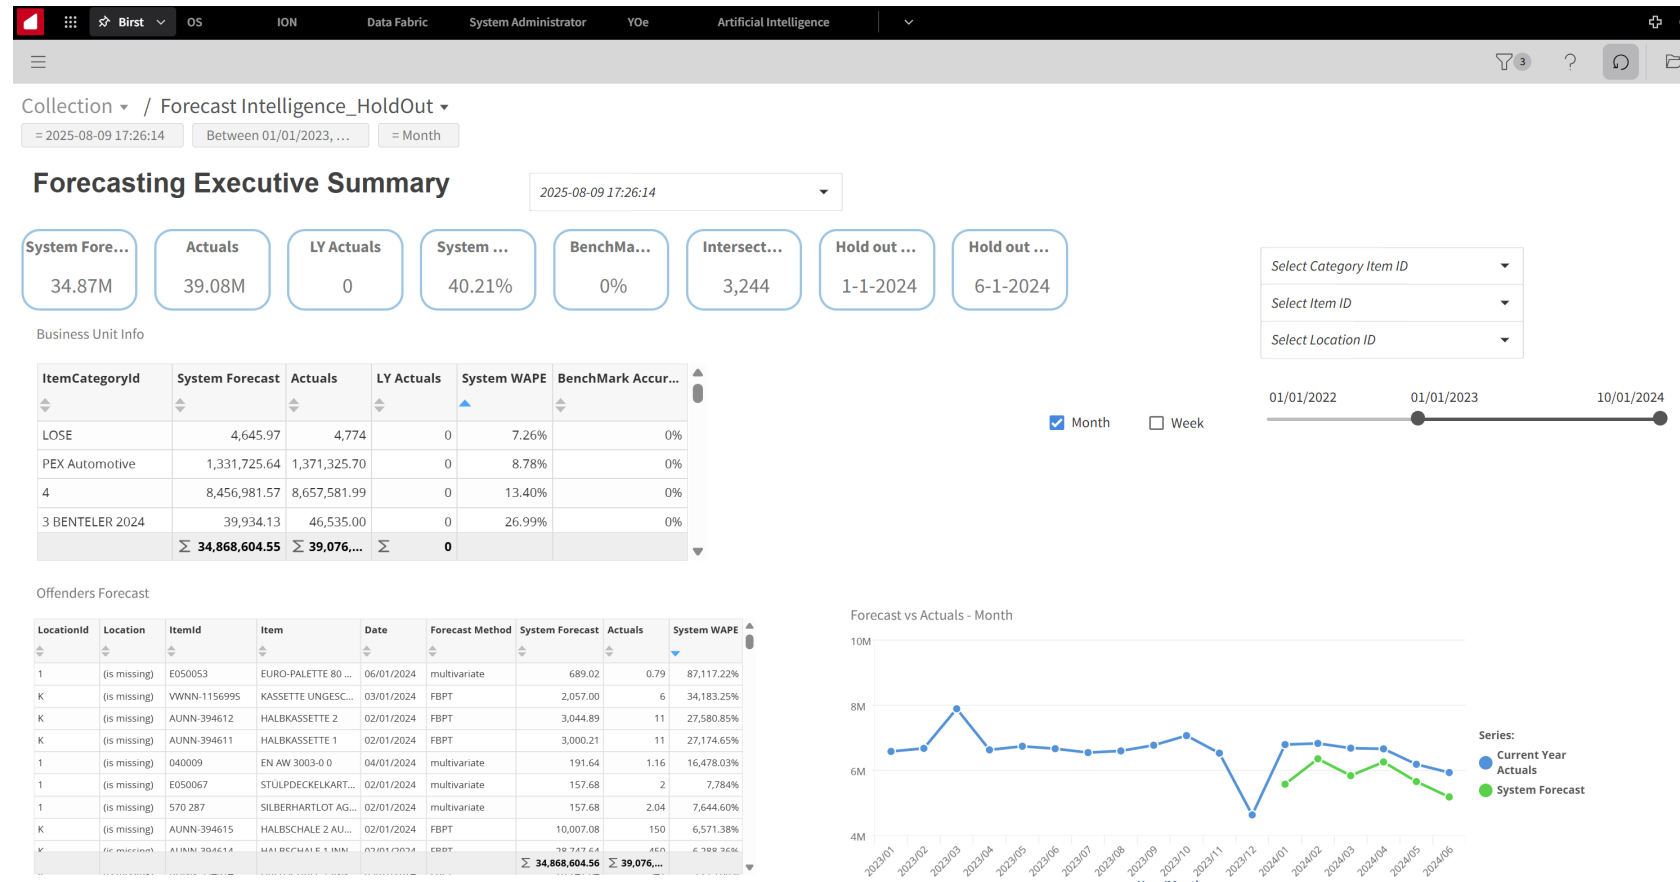 Birst OS ION Data Fabric System Administrator YOe Artificial Intelligence
3
Collection / Forecast Intelligence_HoldOut
= 2025-08-09 17:26:14 Between 01/01/2023, ... = Month
Forecasting Executive Summary
2025-08-09 17:26:14
System Fore... Actuals LY Actuals System ... BenchMa... Intersect... Hold out ... Hold out ...
34.87M 39.08M 0 40.21% 0% 3,244 1-1-2024 6-1-2024
Select Category Item ID
Select Item ID
Select Location ID
Business Unit Info
ItemCategoryId System Forecast Actuals LY Actuals System WAPE BenchMark Accur...
LOSE 4,645.97 4,774 0 7.26% 0%
PEX Automotive 1,331,725.64 1,371,325.70 0 8.78% 0%
4 8,456,981.57 8,657,581.99 0 13.40% 0%
3 BENTELER 2024 39,934.13 46,535.00 0 26.99% 0%
Σ 34,868,604.55 Σ 39,076,... Σ 0
01/01/2022 01/01/2023 10/01/2024
Month Week
Offenders Forecast
LocationId Location ItemId Item Date Forecast Method System Forecast Actuals System WAPE
1 (is missing) E050053 EURO-PALETTE 80 ... 06/01/2024 multivariate 689.02 0.79 87,117.22%
K (is missing) VWNN-115699S KASSETTE UNGESC... 03/01/2024 FBPT 2,057.00 6 34,183.25%
K (is missing) AUNN-394612 HALBKASSETTE 2 02/01/2024 FBPT 3,044.89 11 27,580.85%
K (is missing) AUNN-394611 HALBKASSETTE 1 02/01/2024 FBPT 3,000.21 11 27,174.65%
1 (is missing) 040009 EN AW 3003-0 0 04/01/2024 multivariate 191.64 1.16 16,478.03%
1 (is missing) E050067 STÜLPDECKELKART... 02/01/2024 multivariate 157.68 2 7,784%
1 (is missing) 570 287 SILBERHARTLOT AG... 02/01/2024 multivariate 157.68 2.04 7,644.60%
K (is missing) AUNN-394615 HALBSCHALE 2 AU... 02/01/2024 FBPT 10,007.08 150 6,571.38%
K (is missing) AUNN-394614 HALBSCHALE 1 INN... 02/01/2024 FBPT 28,747.64 450 6,288.36%
Σ 34,868,604.56 Σ 39,076,...
Forecast vs Actuals - Month
10M
8M
6M
4M
2023/01 2023/02 2023/03 2023/04 2023/05 2023/06 2023/07 2023/08 2023/09 2023/10 2023/11 2023/12 2024/01 2024/02 2024/03 2024/04 2024/05 2024/06
Series:
Current Year
Actuals
System Forecast